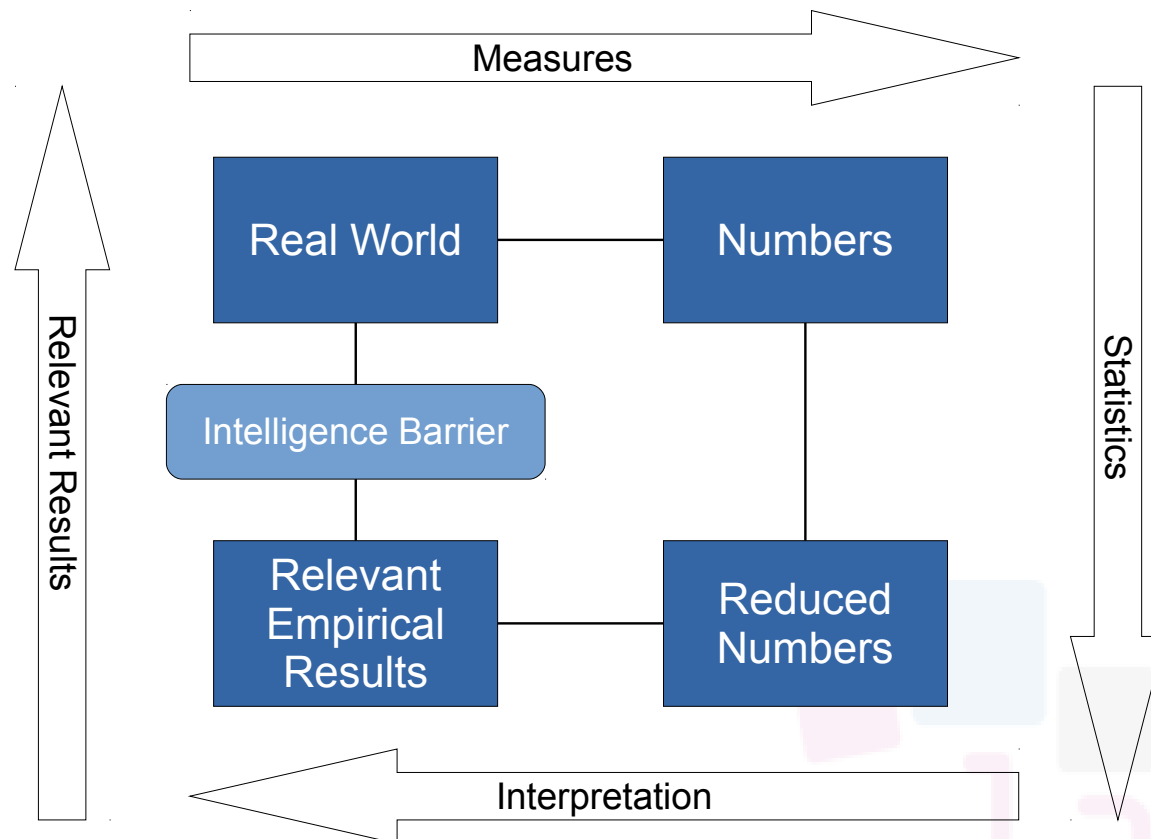 Measures
Real World
Numbers
Relevant Results
Statistics
Intelligence Barrier
Relevant
Empirical
Results
Reduced
Numbers
Interpretation